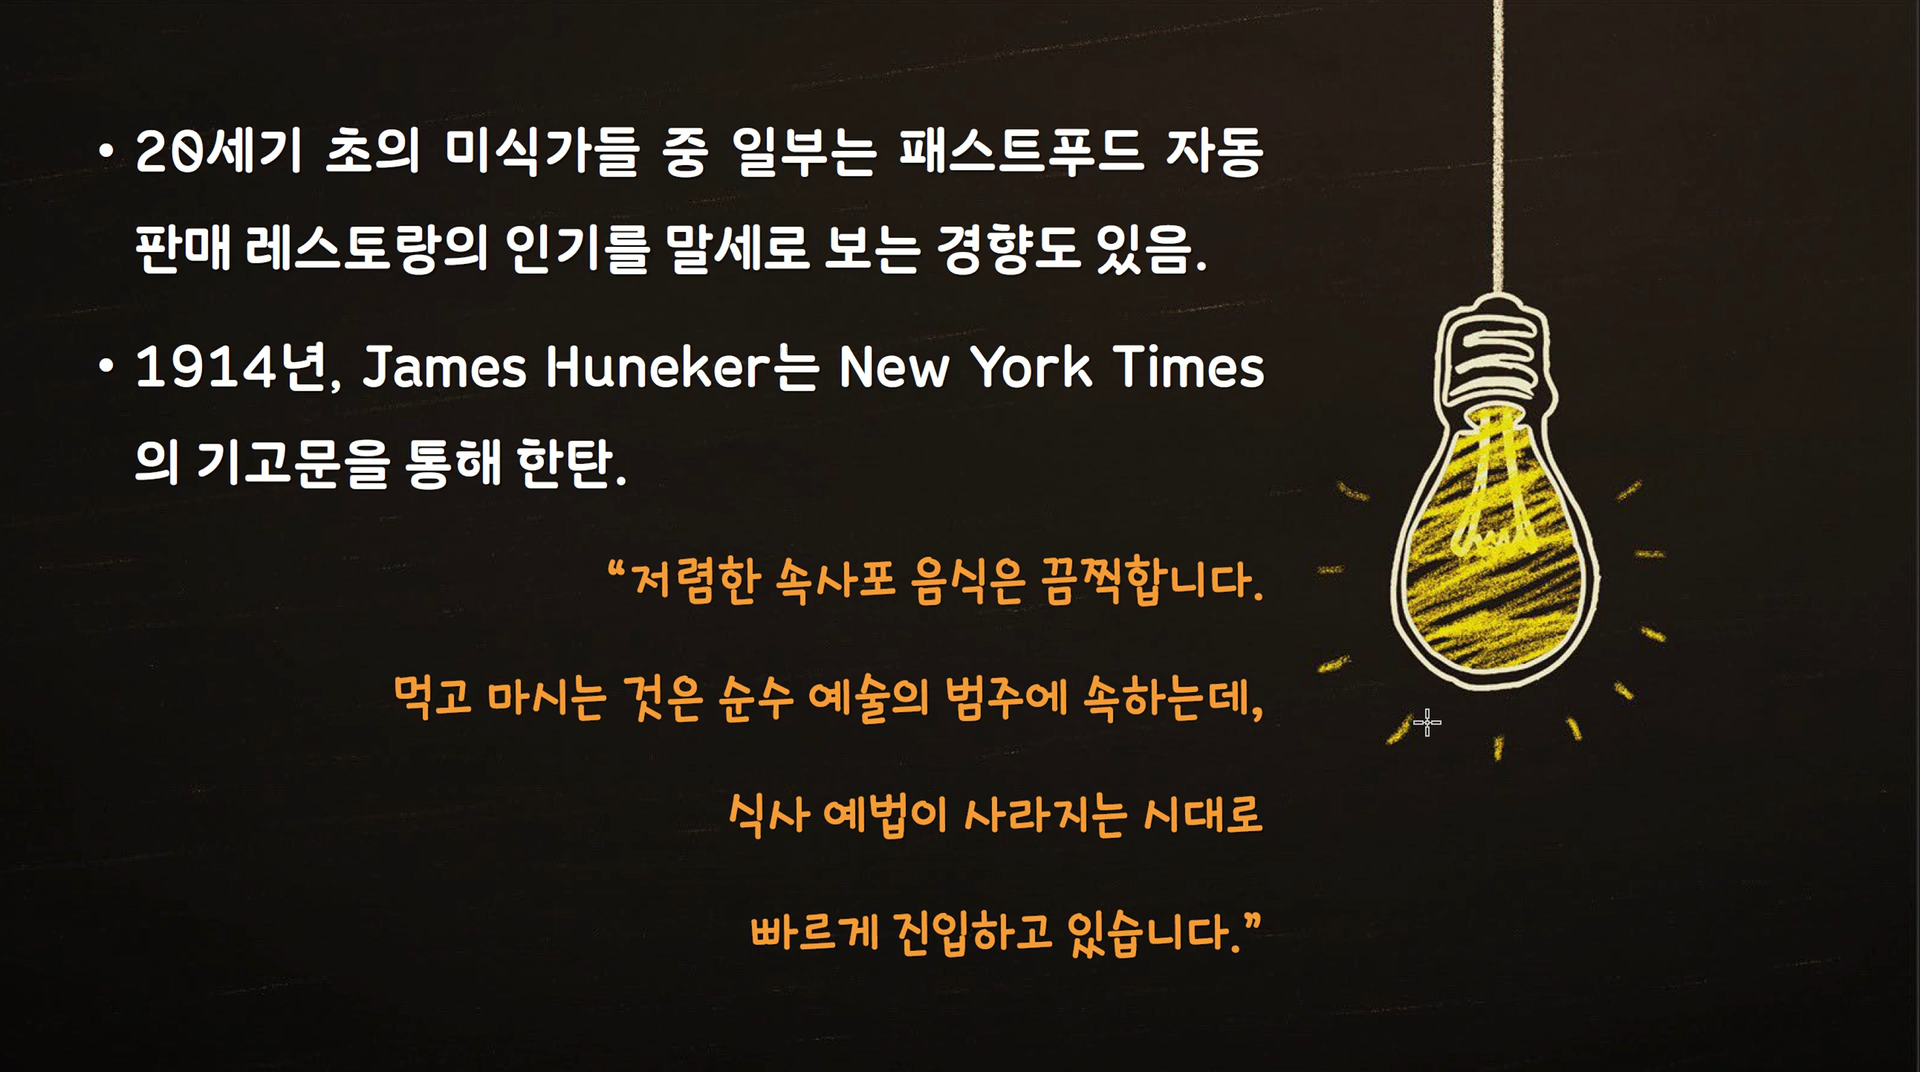 • 20세기 초의 미식가들 중 일부는 패스트푸드 자동
판매 레스토랑의 인기를 말세로 보는 경향도 있음.
• 1914년, James Huneker는 New York Times
의 기고문을 통해 한탄.
“저렴한 속사포 음식은 끔찍합니다.
먹고 마시는 것은 순수 예술의 범주에 속하는데,
식사 예법이 사라지는 시대로
빠르게 진입하고 있습니다.”